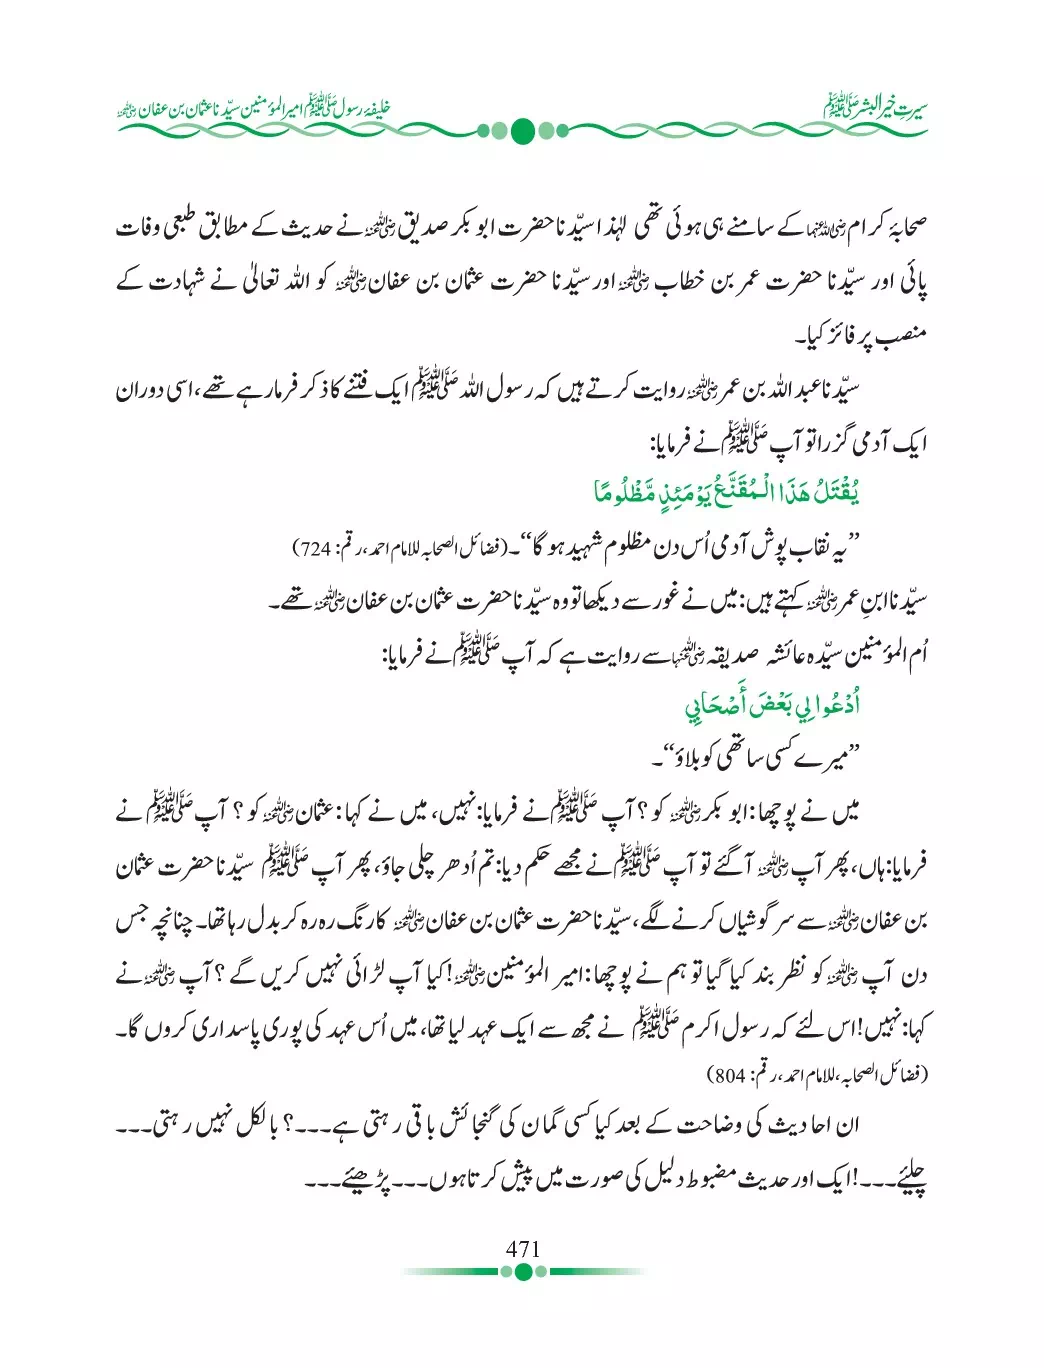 سیرتِ خیر البشر ﷺ
خلیفۂ رسول ﷺ امیر المؤمنین سیّدنا عثمان بن عفان رضی اللہ عنہ
صحابۂ کرام رضی اللہ عنہما کے سامنے ہی ہوئی تھی لہٰذا سیّدنا حضرت ابو بکر صدیق رضی اللہ عنہ نے حدیث کے مطابق طبعی وفات
پائی اور سیّدنا حضرت عمر بن خطاب رضی اللہ عنہ اور سیّدنا حضرت عثمان بن عفان رضی اللہ عنہ کو اللہ تعالیٰ نے شہادت کے
منصب پر فائز کیا۔
سیّدنا عبد اللہ بن عمر رضی اللہ عنہ روایت کرتے ہیں کہ رسول اللہ ﷺ ایک فتنے کا ذکر فرما رہے تھے، اسی دوران
ایک آدمی گزرا تو آپ ﷺ نے فرمایا:
يُقْتَلُ هَذَا الْمُقَنَّعُ يَوْمَئِذٍ مَّظْلُومًا
”یہ نقاب پوش آدمی اُس دن مظلوم شہید ہو گا“۔ (فضائل الصحابہ للامام احمد، رقم: 724)
سیّدنا ابنِ عمر رضی اللہ عنہ کہتے ہیں: میں نے غور سے دیکھا تو وہ سیّدنا حضرت عثمان بن عفان رضی اللہ عنہ تھے۔
اُم المؤمنین سیّدہ عائشہ صدیقہ رضی اللہ عنہا سے روایت ہے کہ آپ ﷺ نے فرمایا:
اُدْعُوا لِي بَعْضَ أَصْحَابِي
”میرے کسی ساتھی کو بلاؤ“۔
میں نے پوچھا: ابو بکر رضی اللہ عنہ کو؟ آپ ﷺ نے فرمایا: نہیں، میں نے کہا: عثمان رضی اللہ عنہ کو؟ آپ ﷺ نے
فرمایا: ہاں، پھر آپ رضی اللہ عنہ آ گئے تو آپ ﷺ نے مجھے حکم دیا: تم اُدھر چلی جاؤ، پھر آپ ﷺ سیّدنا حضرت عثمان
بن عفان رضی اللہ عنہ سے سرگوشیاں کرنے لگے، سیّدنا حضرت عثمان بن عفان رضی اللہ عنہ کا رنگ رہ رہ کر بدل رہا تھا۔ چنانچہ جس
دن آپ رضی اللہ عنہ کو نظر بند کیا گیا تو ہم نے پوچھا: امیر المؤمنین رضی اللہ عنہ! کیا آپ لڑائی نہیں کریں گے؟ آپ رضی اللہ عنہ نے
کہا: نہیں! اس لئے کہ رسول اکرم ﷺ نے مجھ سے ایک عہد لیا تھا، میں اُس عہد کی پوری پاسداری کروں گا۔
(فضائل الصحابہ، للامام احمد، رقم: 804)
ان احادیث کی وضاحت کے بعد کیا کسی گمان کی گنجائش باقی رہتی ہے۔۔۔؟ بالکل نہیں رہتی۔۔۔
چلیئے۔۔۔! ایک اور حدیث مضبوط دلیل کی صورت میں پیش کرتا ہوں۔۔۔ پڑھیئے۔۔۔
471